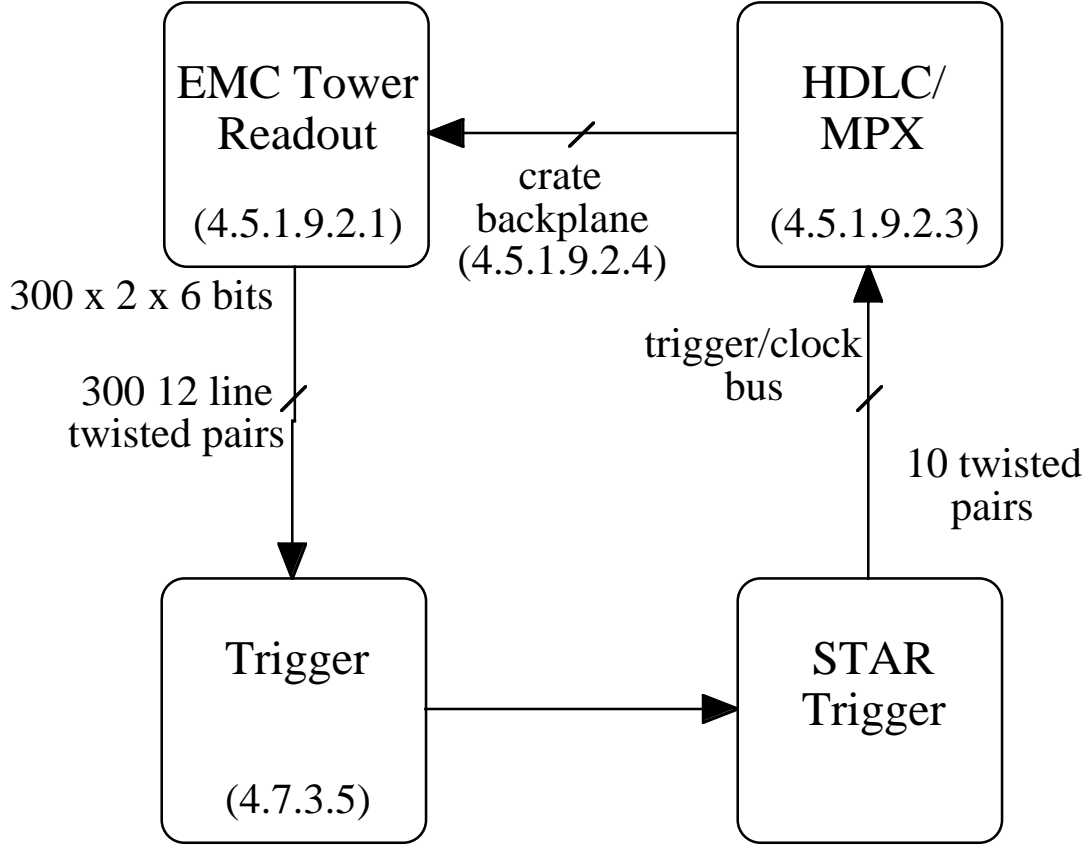 EMC Tower
Readout
(4.5.1.9.2.1)
HDLC/
MPX
(4.5.1.9.2.3)
crate
backplane
(4.5.1.9.2.4)
300 x 2 x 6 bits
300 12 line
twisted pairs
trigger/clock
bus
10 twisted
pairs
Trigger
(4.7.3.5)
STAR
Trigger